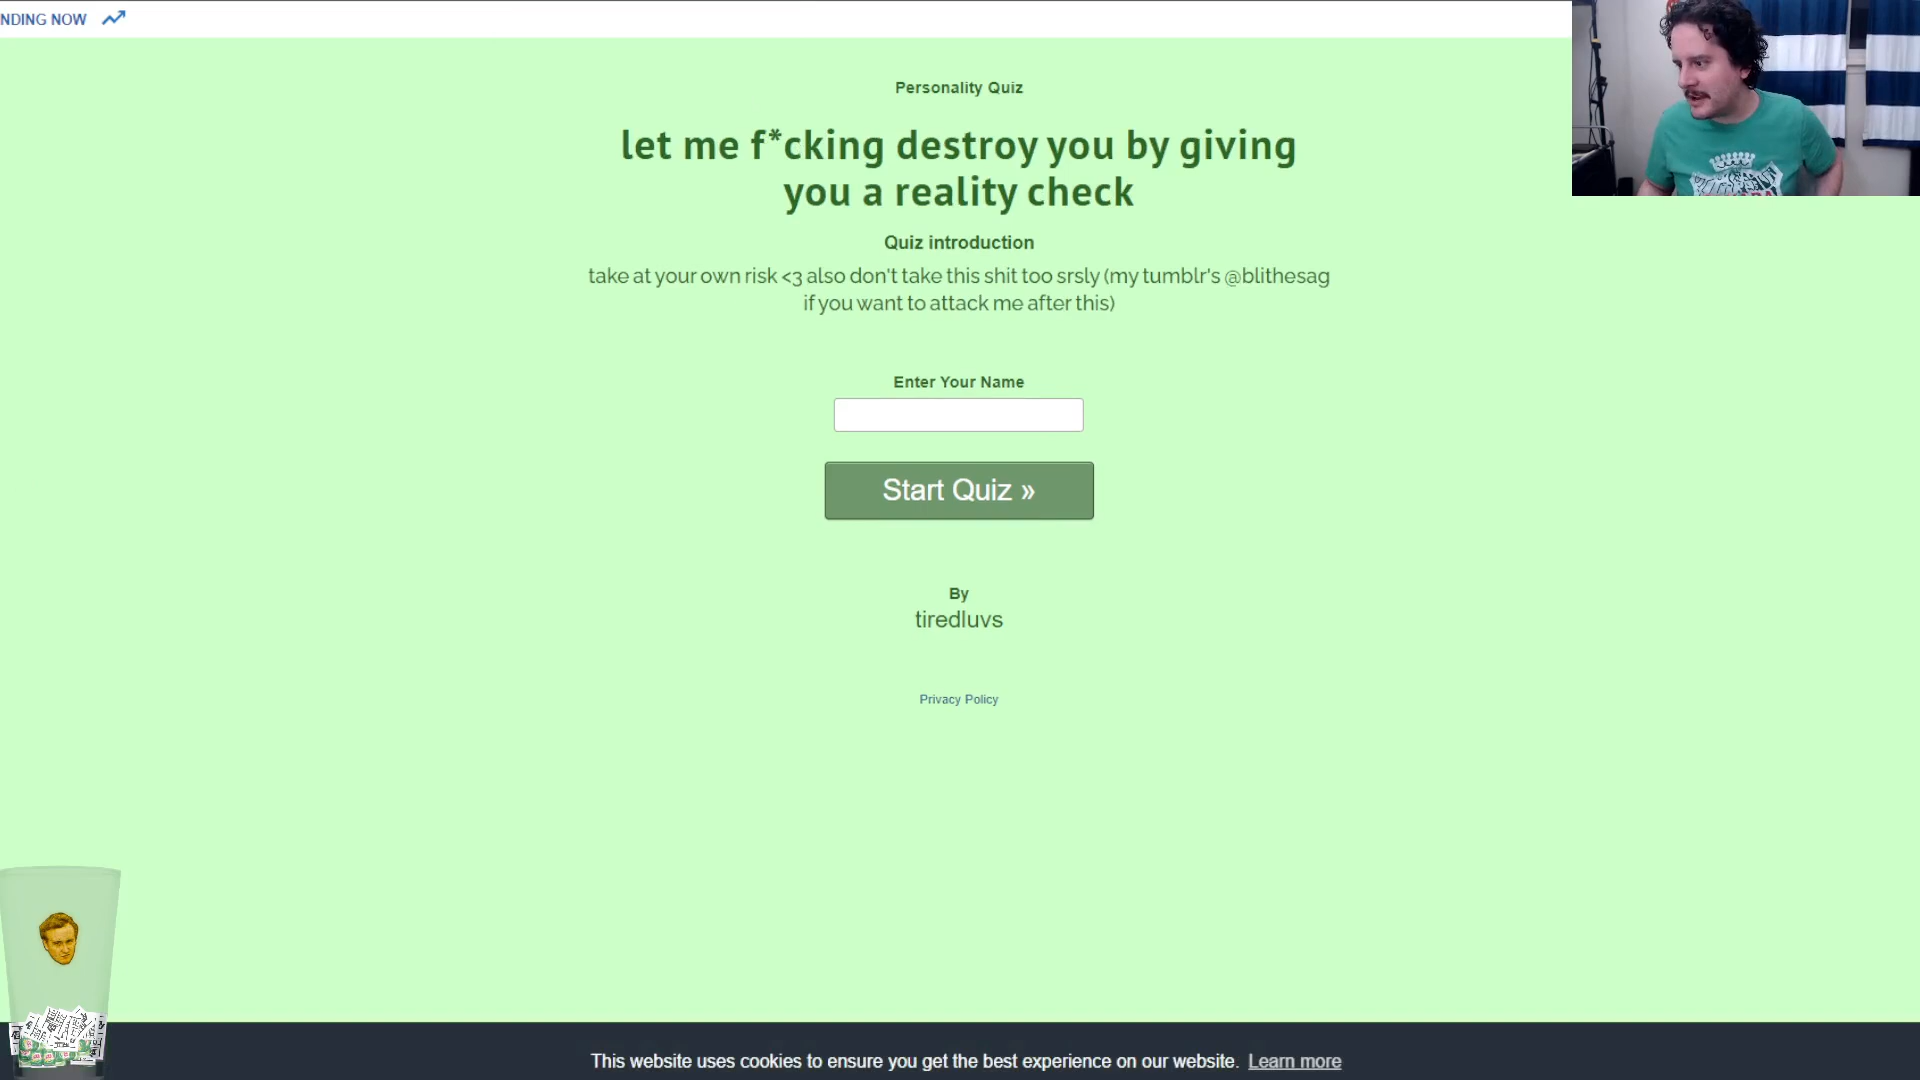 NDING NOW
Personality Quiz
let me f*cking destroy you by giving
you a reality check
Quiz introduction
take at your own risk <3 also don't take this shit too srsly (my tumblr's @blithesag
if you want to attack me after this)
Enter Your Name
Start Quiz »
By
tiredluvs
Privacy Policy
This website uses cookies to ensure you get the best experience on our website. Learn more